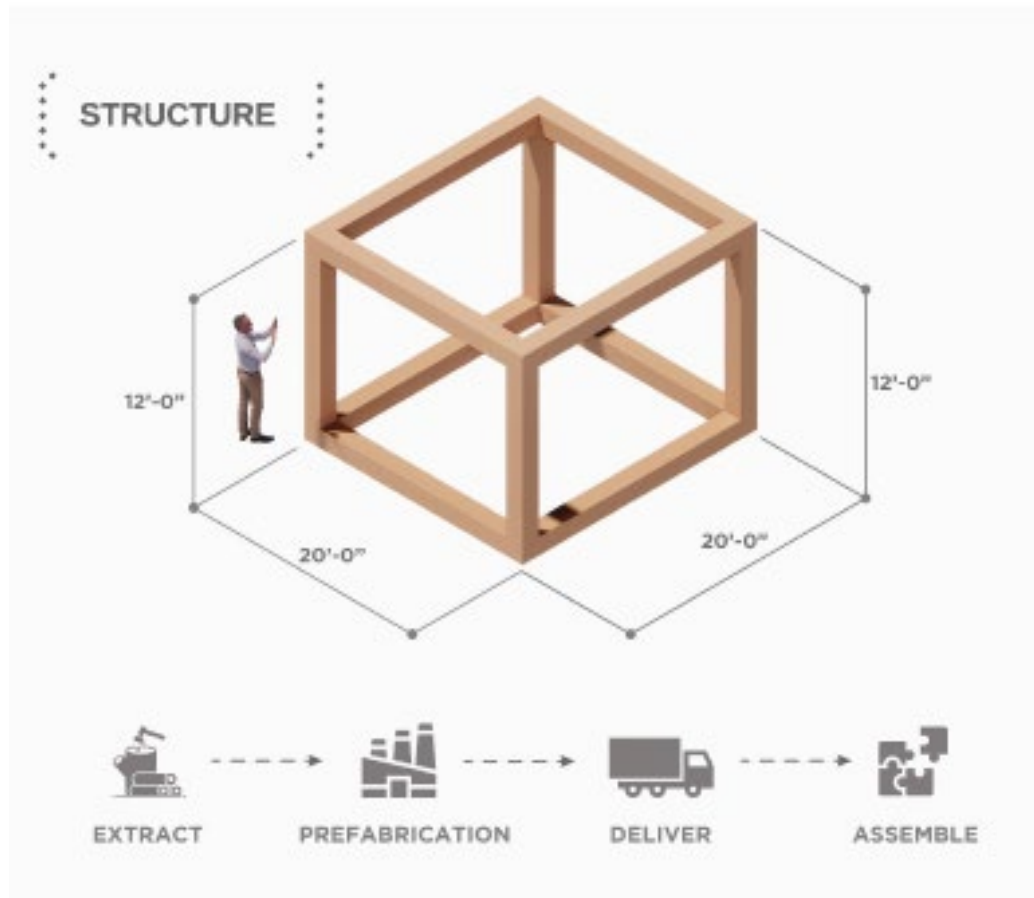 STRUCTURE
12'-0"
12'-0"
20'-0"
20'-0"
EXTRACT
PREFABRICATION
DELIVER
ASSEMBLE